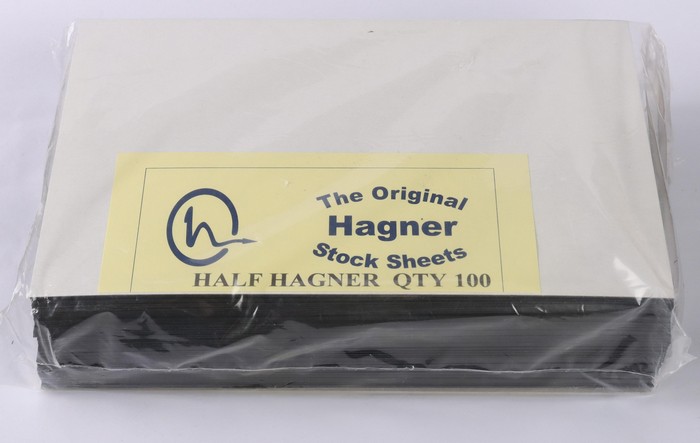 h
The Original
Hagner
Stock Sheets
HALF HAGNER QTY 100